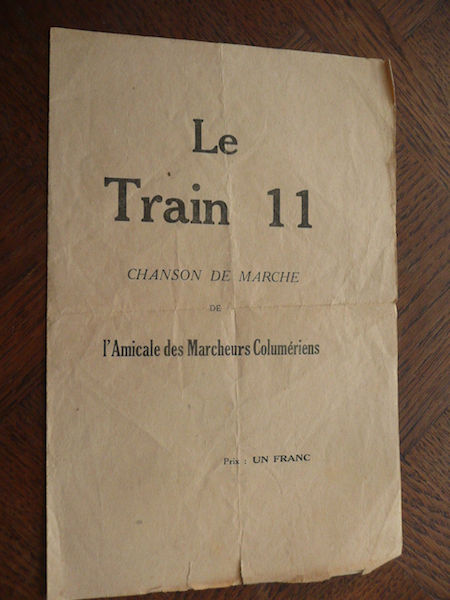 Le
Train 11
CHANSON DE MARCHE
DE
l'Amicale des Marcheurs Columériens
Prix : UN FRANC